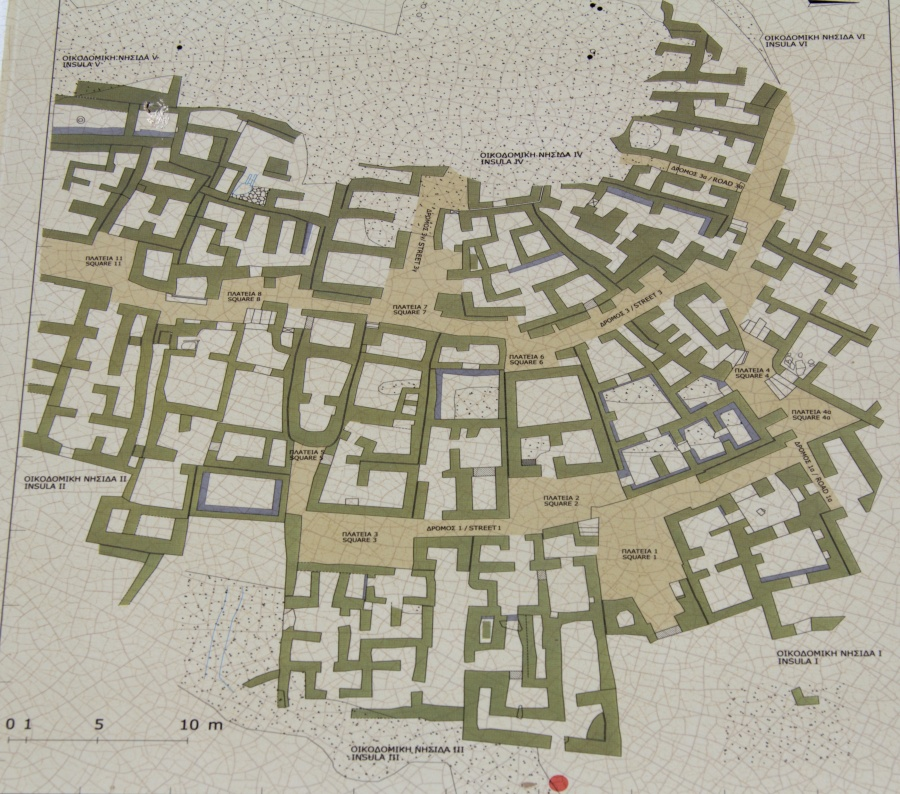 ΟΙΚΟΔΟΜΙΚΗ ΝΗΣΙΔΑ VI
INSULA VI
ΟΙΚΟΔΟΜΙΚΗ ΝΗΣΙΔΑ V
INSULA V
ΟΙΚΟΔΟΜΙΚΗ ΝΗΣΙΔΑ IV
INSULA IV
ΔΡΟΜΟΣ 3α / ROAD
ΔΡΟΜΟΣ 3γ/ STREET 3γ
ΠΛΑΤΕΙΑ 11
SQUARE 11
ΠΛΑΤΕΙΑ 8
SQUARE 8
ΠΛΑΤΕΙΑ 7
SQUARE 7
ΔΡΟΜΟΣ 3 / STREET 3
ΠΛΑΤΕΙΑ 6
SQUARE 6
ΠΛΑΤΕΙΑ 4
SQUARE 4
ΠΛΑΤΕΙΑ 4α
SQUARE 4α
ΠΛΑΤΕΙΑ 5
SQUARE 5
ΔΡΟΜΟΣ 1α / ROAD 1α
ΟΙΚΟΔΟΜΙΚΗ ΝΗΣΙΔΑ II
INSULA II
ΠΛΑΤΕΙΑ 2
SQUARE 2
ΔΡΟΜΟΣ 1 / STREET 1
ΠΛΑΤΕΙΑ 3
SQUARE 3
ΠΛΑΤΕΙΑ 1
SQUARE 1
ΟΙΚΟΔΟΜΙΚΗ ΝΗΣΙΔΑ I
INSULA I
0 1 5 10 m
ΟΙΚΟΔΟΜΙΚΗ ΝΗΣΙΔΑ III
INSULA III